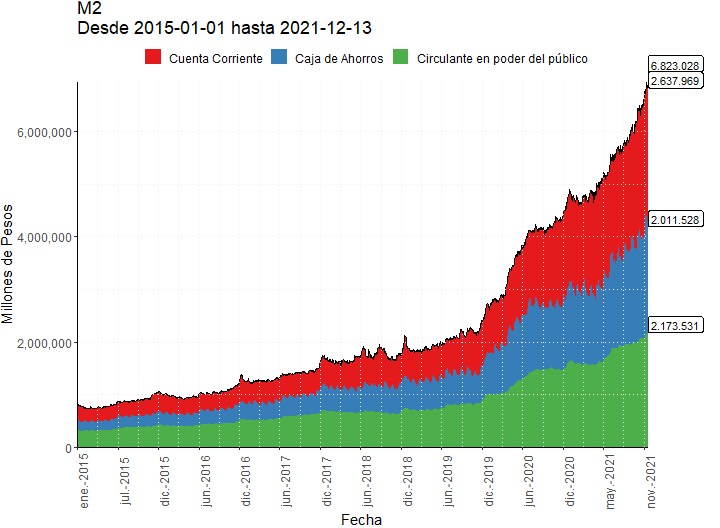 M2
Desde 2015-01-01 hasta 2021-12-13
Cuenta Corriente Caja de Ahorros Circulante en poder del público
6.823.028
2.637.969
6,000,000
2.011.528
4,000,000
2.173.531
2,000,000
0
Millones de Pesos
ene.-2015 jul.-2015 dic.-2015 jun.-2016 dic.-2016 jun.-2017 dic.-2017 jun.-2018 dic.-2018 jun.-2019 dic.-2019 jun.-2020 dic.-2020 may.-2021 nov.-2021
Fecha